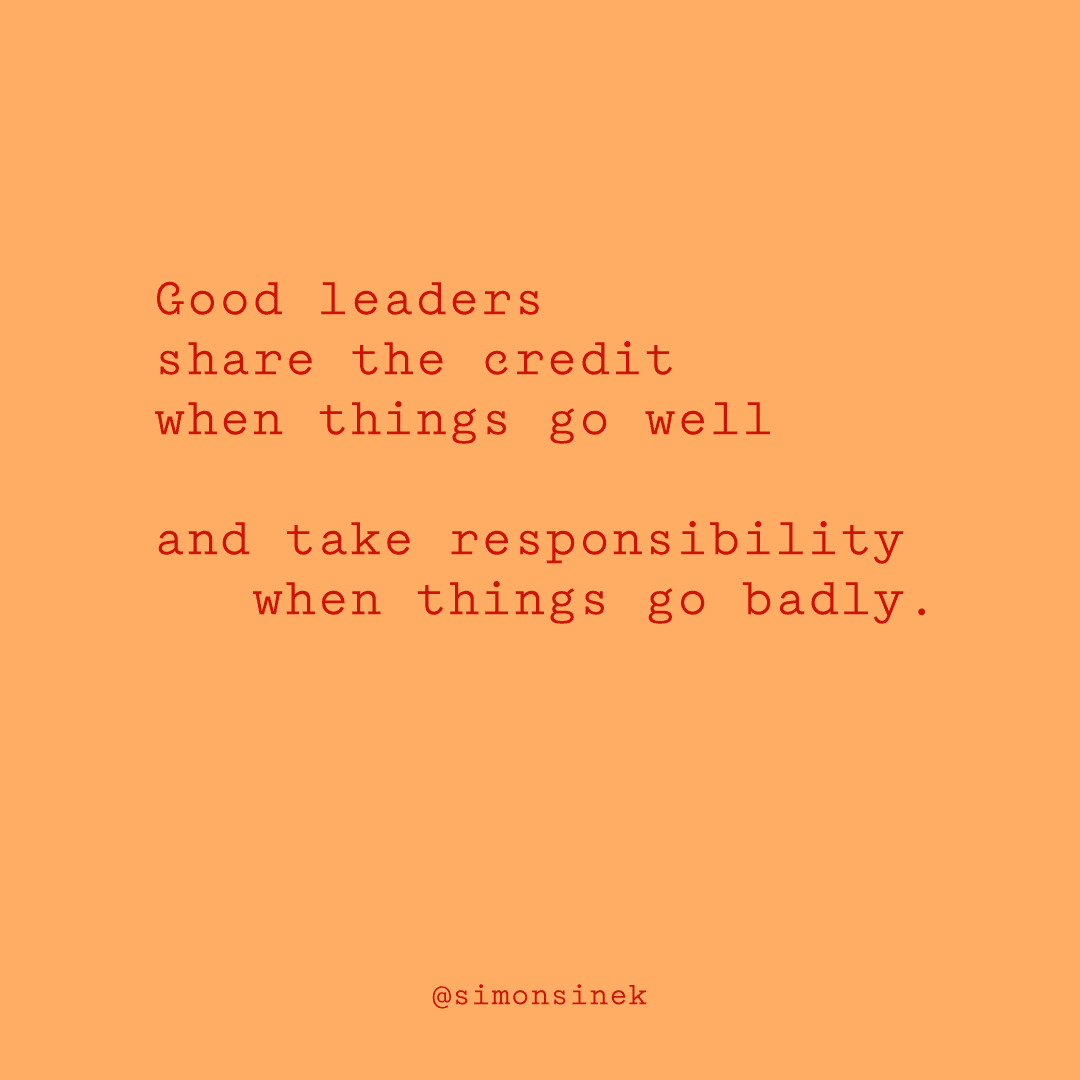 Good leaders
share the credit
when things go well
and take responsibility
when things go badly.
@simonsinek